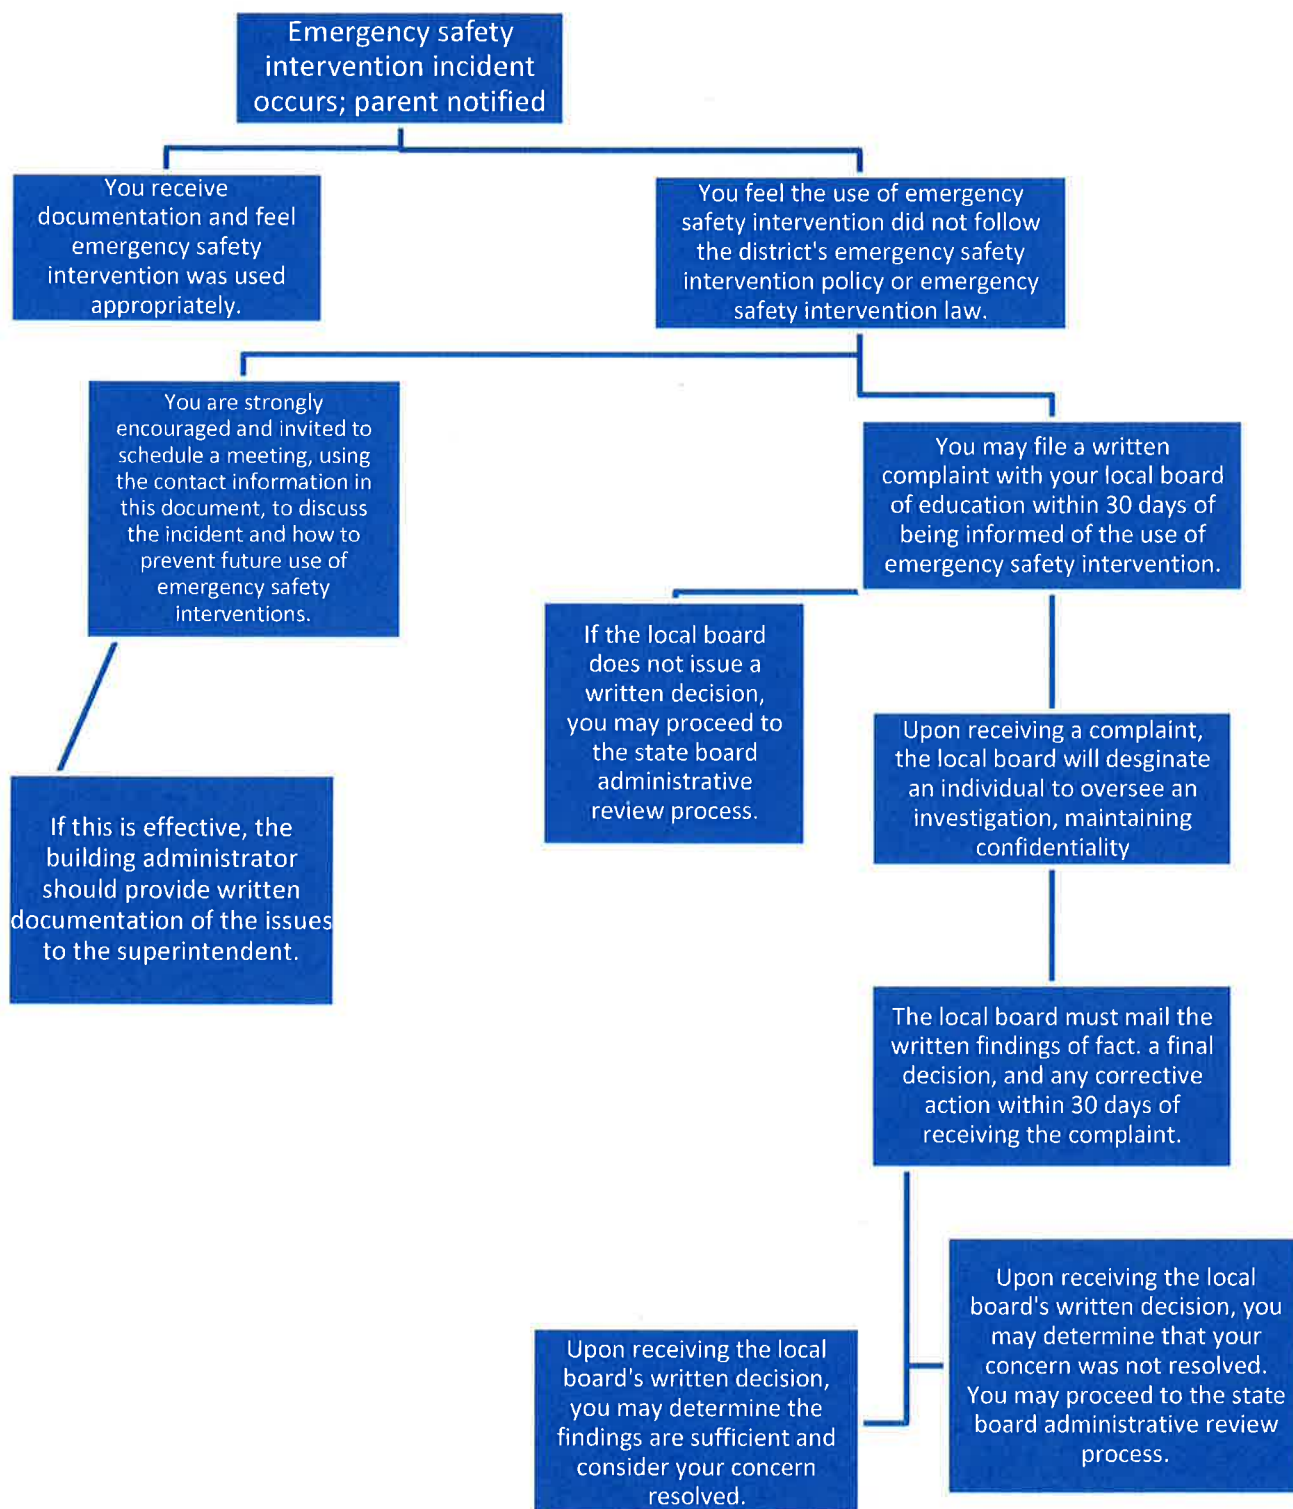 Emergency safety
intervention incident
occurs; parent notified
You receive
documentation and feel
emergency safety
intervention was used
appropriately.
You feel the use of emergency
safety intervention did not follow
the district's emergency safety
intervention policy or emergency
safety intervention law.
You are strongly
encouraged and invited to
schedule a meeting, using
the contact information in
this document, to discuss
the incident and how to
prevent future use of
emergency safety
interventions.
You may file a written
complaint with your local board
of education within 30 days of
being informed of the use of
emergency safety intervention.
If the local board
does not issue a
written decision,
you may proceed to
the state board
administrative
review process.
Upon receiving a complaint,
the local board will desginate
an individual to oversee an
investigation, maintaining
confidentiality
If this is effective, the
building administrator
should provide written
documentation of the issues
to the superintendent.
The local board must mail the
written findings of fact. a final
decision, and any corrective
action within 30 days of
receiving the complaint.
Upon receiving the local
board's written decision, you
may determine that your
concern was not resolved.
You may proceed to the state
board administrative review
process.
Upon receiving the local
board's written decision,
you may determine the
findings are sufficient and
consider your concern
resolved.